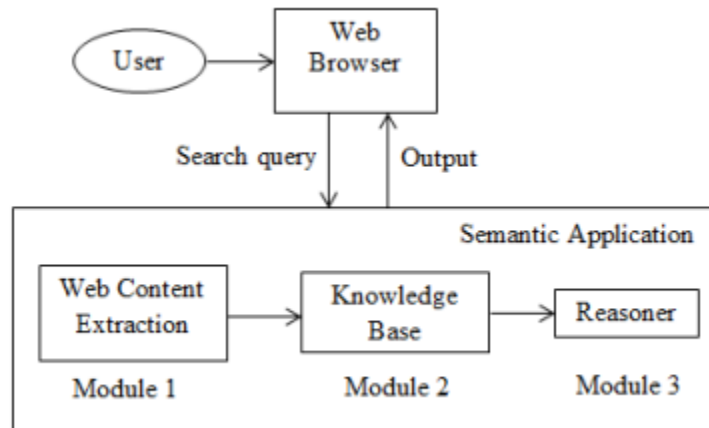 Web
Browser
User
Search query
Output
Semantic Application
Web Content
Extraction
Knowledge
Base
Reasoner
Module 1
Module 2
Module 3